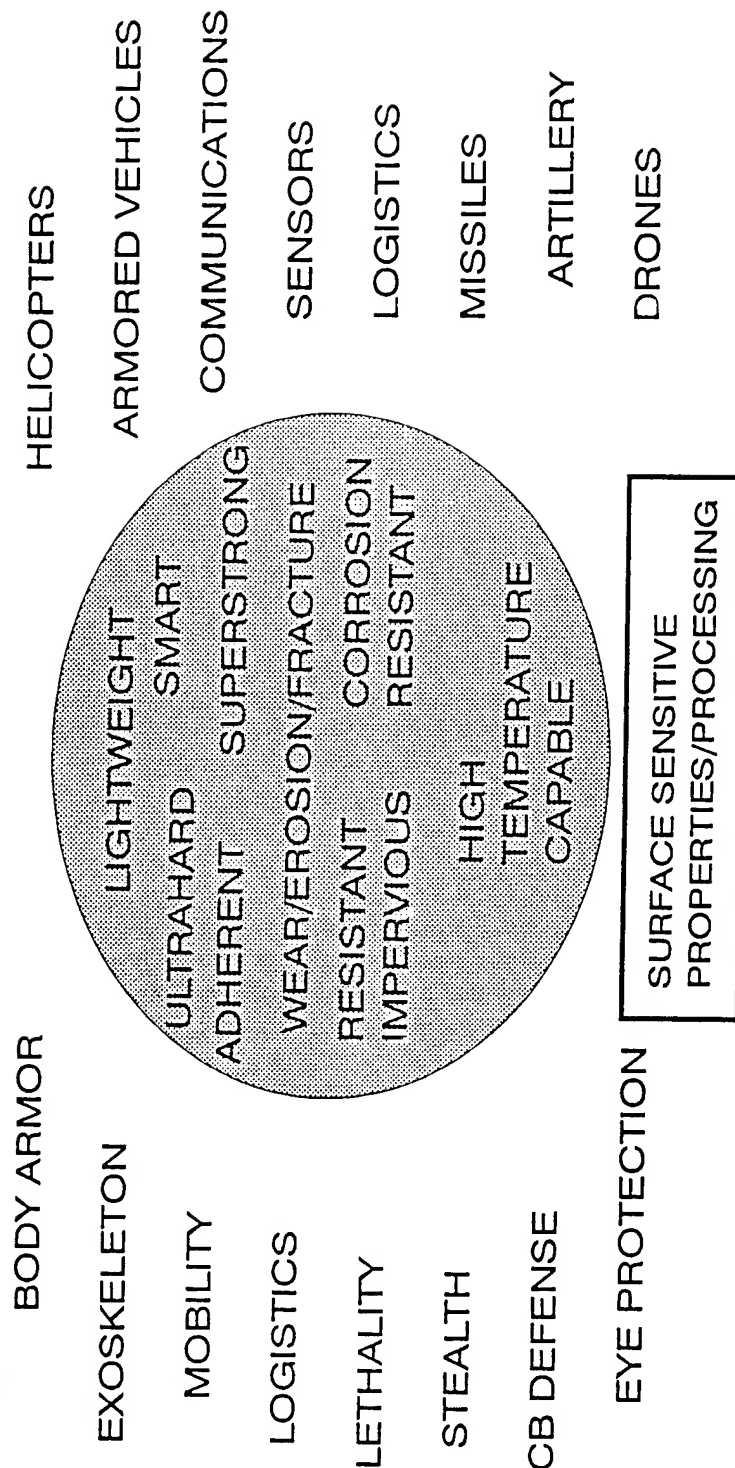 BODY ARMOR
EXOSKELETON
MOBILITY
LOGISTICS
LETHALITY
STEALTH
CB DEFENSE
EYE PROTECTION
LIGHTWEIGHT
ULTRAHARD SMART
ADHERENT SUPERSTRONG
WEAR/EROSION/FRACTURE
RESISTANT CORROSION
IMPERVIOUS RESISTANT
HIGH
TEMPERATURE
CAPABLE
SURFACE SENSITIVE
PROPERTIES/PROCESSING
HELICOPTERS
ARMORED VEHICLES
COMMUNICATIONS
SENSORS
LOGISTICS
MISSILES
ARTILLERY
DRONES